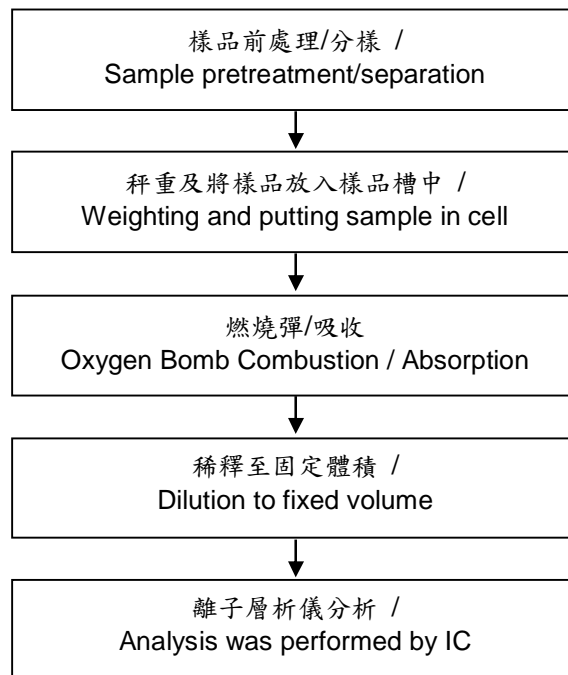 樣品前處理/分樣 /
Sample pretreatment/separation
秤重及將樣品放入樣品槽中 /
Weighting and putting sample in cell
燃燒彈/吸收
Oxygen Bomb Combustion / Absorption
稀釋至固定體積 /
Dilution to fixed volume
離子層析儀分析 /
Analysis was performed by IC